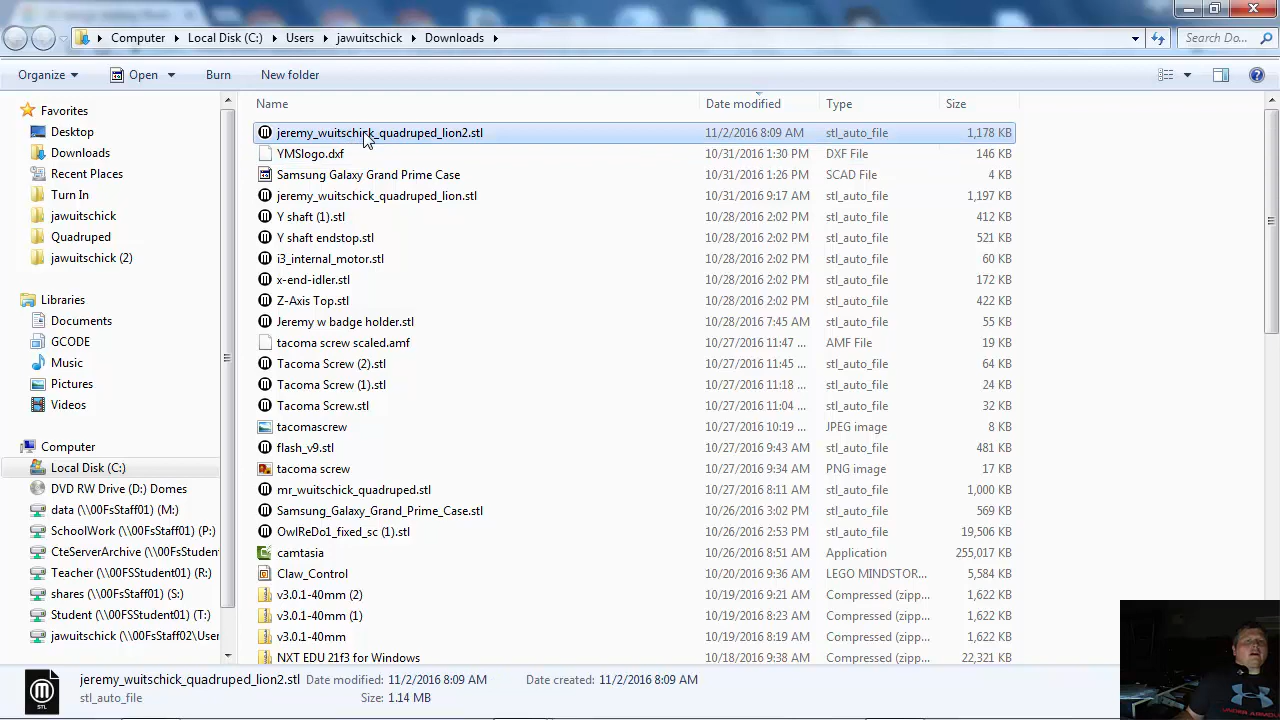 Computer Local Disk (C:) Users jawuitschick Downloads Search Do...
Organize Open Burn New folder
Name Date modified Type Size
Favorites
Desktop
Downloads
Recent Places
Turn In
jawuitschick
Quadruped
jawuitschick (2)
Libraries
Documents
GCODE
Music
Pictures
Videos
Computer
Local Disk (C:)
DVD RW Drive (D:) Domes
data (\\00FsStaff01) (M:)
SchoolWork (\\00FsStaff01) (P:)
CteServerArchive (\\00FsStuden
Teacher (\\00FSStudent01) (R:)
shares (\\00FsStaff01) (S:)
Student (\\00FSStudent01) (T:)
jawuitschick (\\00FsStaff02\User
jeremy_wuitschick_quadruped_lion2.stl 11/2/2016 8:09 AM stl_auto_file 1,178 KB
YMSlogo.dxf 10/31/2016 1:30 PM DXF File 146 KB
Samsung Galaxy Grand Prime Case 10/31/2016 1:26 PM SCAD File 4 KB
jeremy_wuitschick_quadruped_lion.stl 10/31/2016 9:17 AM stl_auto_file 1,197 KB
Y shaft (1).stl 10/28/2016 2:02 PM stl_auto_file 412 KB
Y shaft endstop.stl 10/28/2016 2:02 PM stl_auto_file 521 KB
i3_internal_motor.stl 10/28/2016 2:02 PM stl_auto_file 60 KB
x-end-idler.stl 10/28/2016 2:02 PM stl_auto_file 172 KB
Z-Axis Top.stl 10/28/2016 2:02 PM stl_auto_file 422 KB
Jeremy w badge holder.stl 10/28/2016 7:45 AM stl_auto_file 55 KB
tacoma screw scaled.amf 10/27/2016 11:47 ... AMF File 19 KB
Tacoma Screw (2).stl 10/27/2016 11:45 ... stl_auto_file 64 KB
Tacoma Screw (1).stl 10/27/2016 11:18 ... stl_auto_file 24 KB
Tacoma Screw.stl 10/27/2016 11:04 ... stl_auto_file 32 KB
tacomascrew 10/27/2016 10:19 ... JPEG image 8 KB
flash_v9.stl 10/27/2016 9:43 AM stl_auto_file 481 KB
tacoma screw 10/27/2016 9:34 AM PNG image 17 KB
mr_wuitschick_quadruped.stl 10/27/2016 8:11 AM stl_auto_file 1,000 KB
Samsung_Galaxy_Grand_Prime_Case.stl 10/26/2016 3:02 PM stl_auto_file 569 KB
OwlReDo1_fixed_sc (1).stl 10/26/2016 2:53 PM stl_auto_file 19,506 KB
camtasia 10/26/2016 8:51 AM Application 255,017 KB
Claw_Control 10/20/2016 9:36 AM LEGO MINDSTOR... 5,584 KB
v3.0.1-40mm (2) 10/19/2016 9:21 AM Compressed (zipp... 1,622 KB
v3.0.1-40mm (1) 10/19/2016 8:23 AM Compressed (zipp... 1,622 KB
v3.0.1-40mm 10/19/2016 8:19 AM Compressed (zipp... 1,622 KB
NXT EDU 21f3 for Windows 10/18/2016 9:38 AM Compressed (zipp... 22,321 KB
jeremy_wuitschick_quadruped_lion2.stl Date modified: 11/2/2016 8:09 AM Date created: 11/2/2016 8:09 AM
stl_auto_file Size: 1.14 MB
STL
UNDER ARMOUR